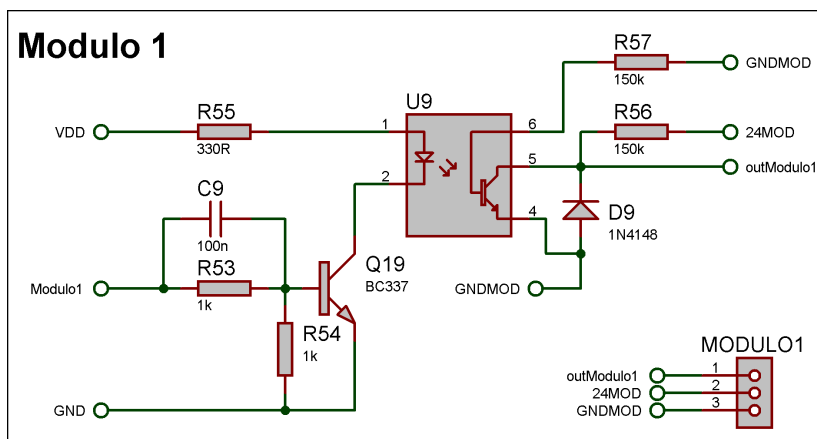 Modulo 1
R57
150k
GNDMOD
U9
R55
330R
VDD
1
6
R56
150k
24MOD
5
outModulo1
2
C9
100n
4
D9
1N4148
Modulo1
R53
1k
Q19
BC337
GNDMOD
R54
1k
GND
MODULO1
outModulo1
1
24MOD
2
GNDMOD
3